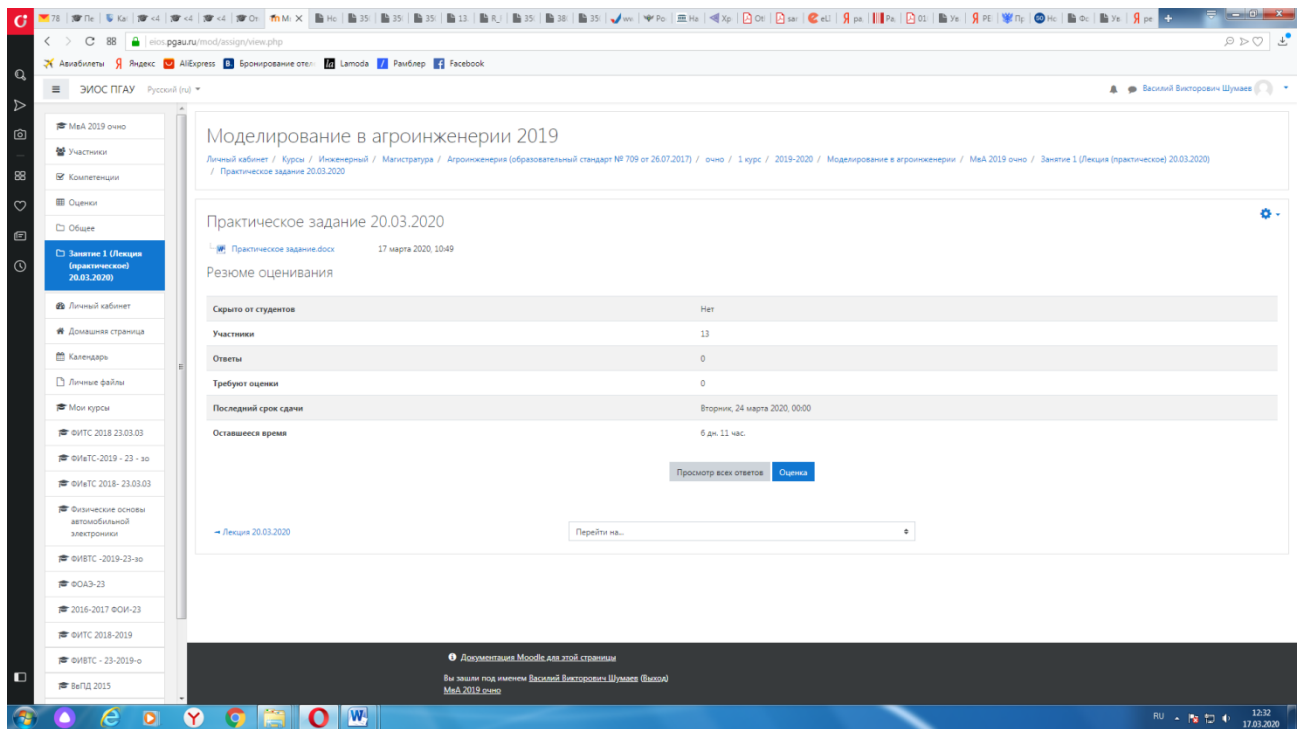 eios.pgau.ru/mod/assign/view.php
Авиабилеты Яндекс AliExpress Бронирование отел Lamoda Рамблер Facebook
ЭИОС ПГАУ Русский (ru)
Василий Викторович Шумаев
МвА 2019 очно
Участники
Компетенции
Оценки
Общее
Занятие 1 (Лекция
(практическое)
20.03.2020)
Личный кабинет
Домашняя страница
Календарь
Личные файлы
Мои курсы
ФИТС 2018 23.03.03
ФИвТС-2019 - 23 - зо
ФИвТС 2018- 23.03.03
Физические основы
автомобильной
электроники
ФИВТС -2019-23-зо
ФОАЭ-23
2016-2017 ФОИ-23
ФИТС 2018-2019
ФИВТС - 23-2019-о
ВеПД 2015
Моделирование в агроинженерии 2019
Личный кабинет / Курсы / Инженерный / Магистратура / Агроинженерия (образовательный стандарт № 709 от 26.07.2017) / очно / 1 курс / 2019-2020 / Моделирование в агроинженерии / МвА 2019 очно / Занятие 1 (Лекция (практическое) 20.03.2020)
/ Практическое задание 20.03.2020
Практическое задание 20.03.2020
Практическое задание.docx 17 марта 2020, 10:49
Резюме оценивания
Скрыто от студентов Нет
Участники 13
Ответы 0
Требуют оценки 0
Последний срок сдачи Вторник, 24 марта 2020, 00:00
Оставшееся время 6 дн. 11 час.
Просмотр всех ответов Оценка
Лекция 20.03.2020 Перейти на...
Документация Moodle для этой страницы
Вы зашли под именем Василий Викторович Шумаев (Выход)
МвА 2019 очно
RU 12:32
17.03.2020